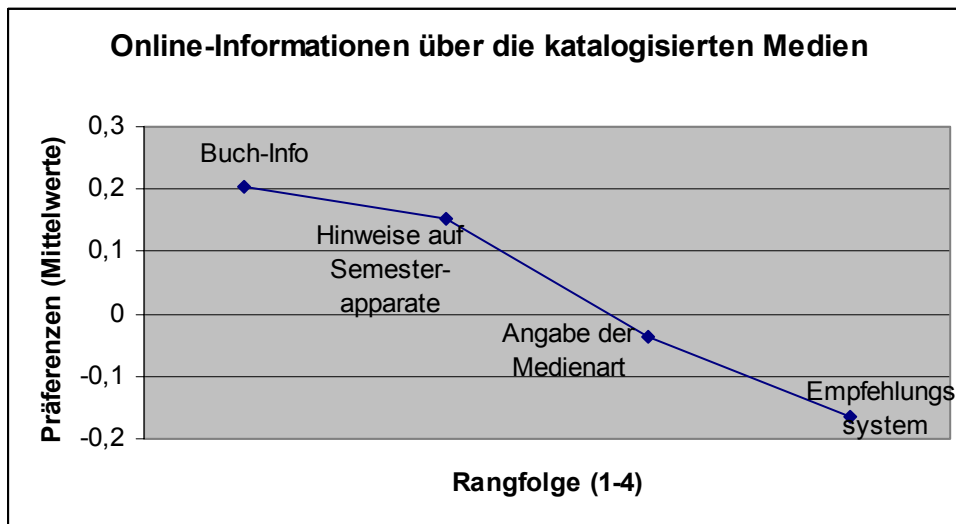 Online-Informationen über die katalogisierten Medien
Präferenzen (Mittelwerte)
0,3
0,2
0,1
0
-0,1
-0,2
Buch-Info
Hinweise auf
Semester-
apparate
Angabe der
Medienart
Empfehlungs
system
Rangfolge (1-4)